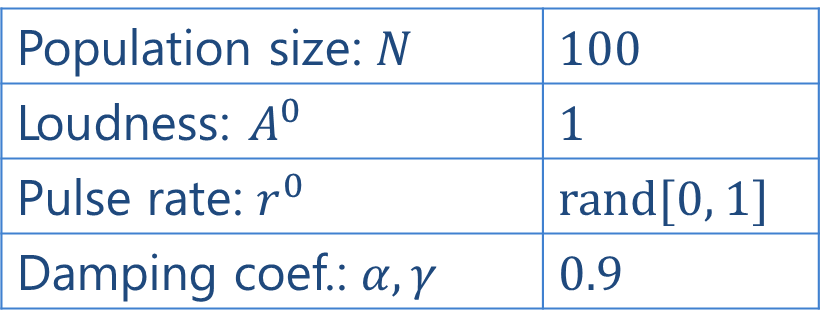 Population size: N 100
Loudness: A⁰ 1
Pulse rate: r⁰ rand[0, 1]
Damping coef.: α, γ 0.9